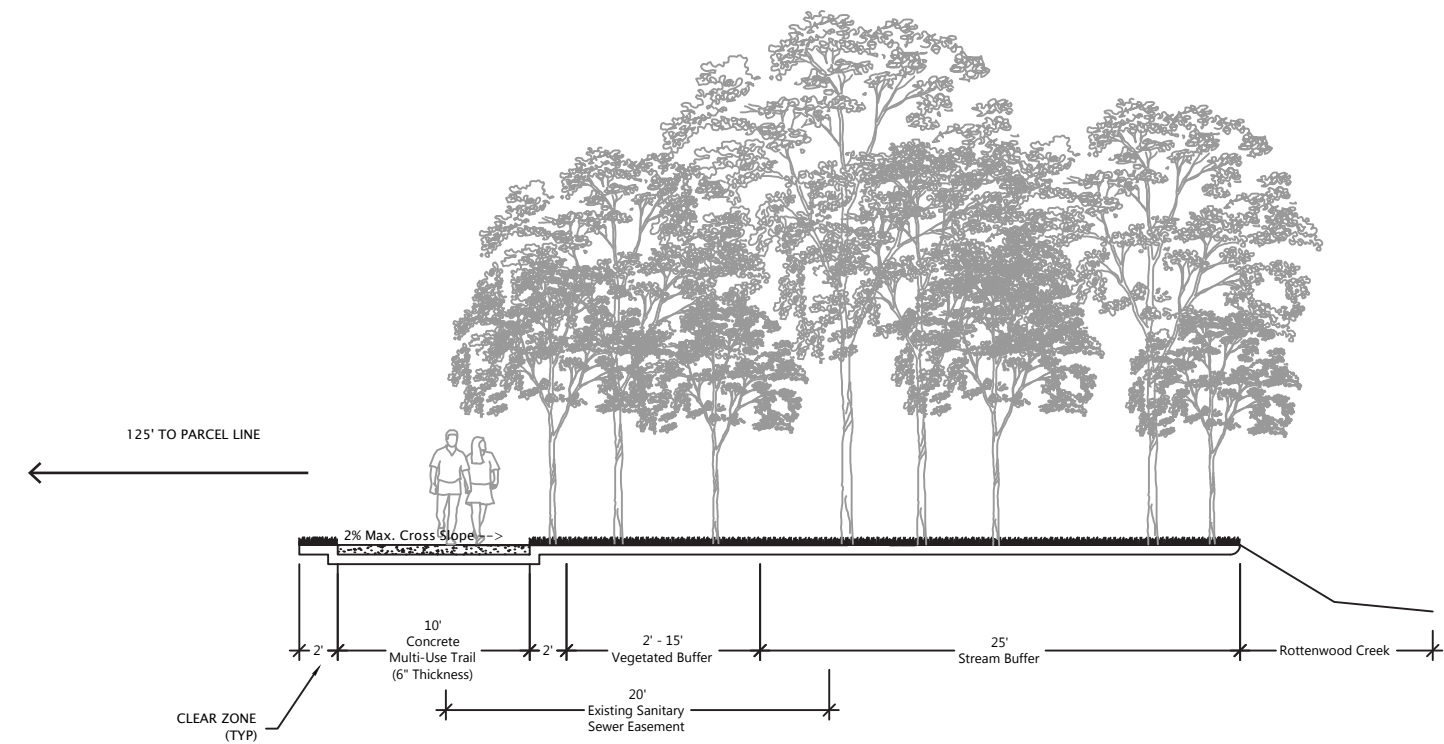 125' TO PARCEL LINE
2% Max. Cross Slope -->
2'
10'
Concrete
Multi-Use Trail
(6" Thickness)
2'
2' - 15'
Vegetated Buffer
25'
Stream Buffer
Rottenwood Creek
20'
Existing Sanitary
Sewer Easement
CLEAR ZONE
(TYP)